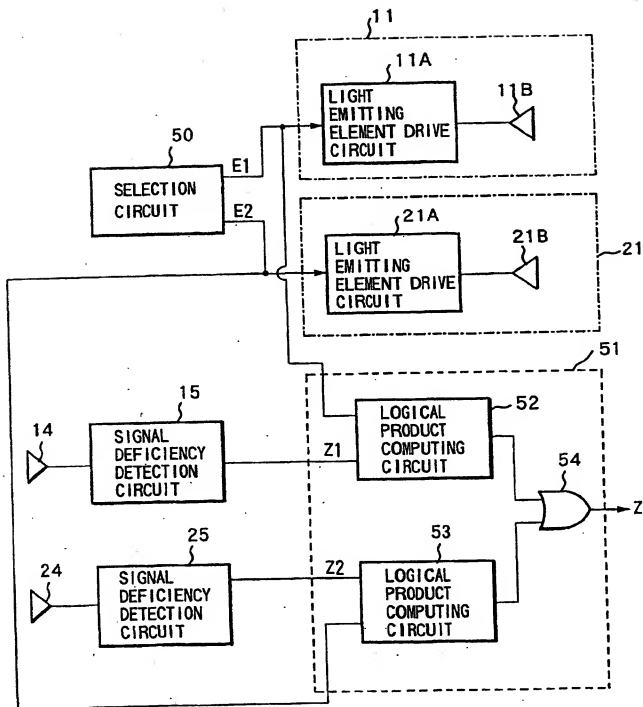 11
11A
LIGHT
EMITTING
ELEMENT DRIVE
CIRCUIT
11B
50
SELECTION
CIRCUIT
E1
E2
21A
LIGHT
EMITTING
ELEMENT DRIVE
CIRCUIT
21B
21
51
14
15
SIGNAL
DEFICIENCY
DETECTION
CIRCUIT
Z1
52
LOGICAL
PRODUCT
COMPUTING
CIRCUIT
54
Z
24
25
SIGNAL
DEFICIENCY
DETECTION
CIRCUIT
Z2
53
LOGICAL
PRODUCT
COMPUTING
CIRCUIT